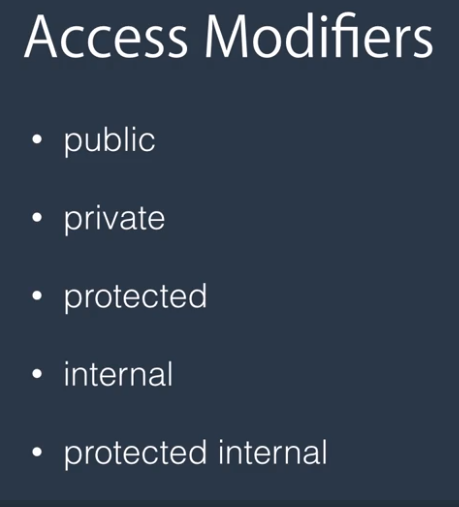 Access Modifiers
• public
• private
• protected
• internal
• protected internal